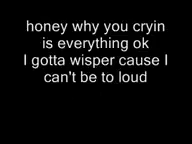 honey why you cryin
is everything ok
I gotta wisper cause I
can't be to loud